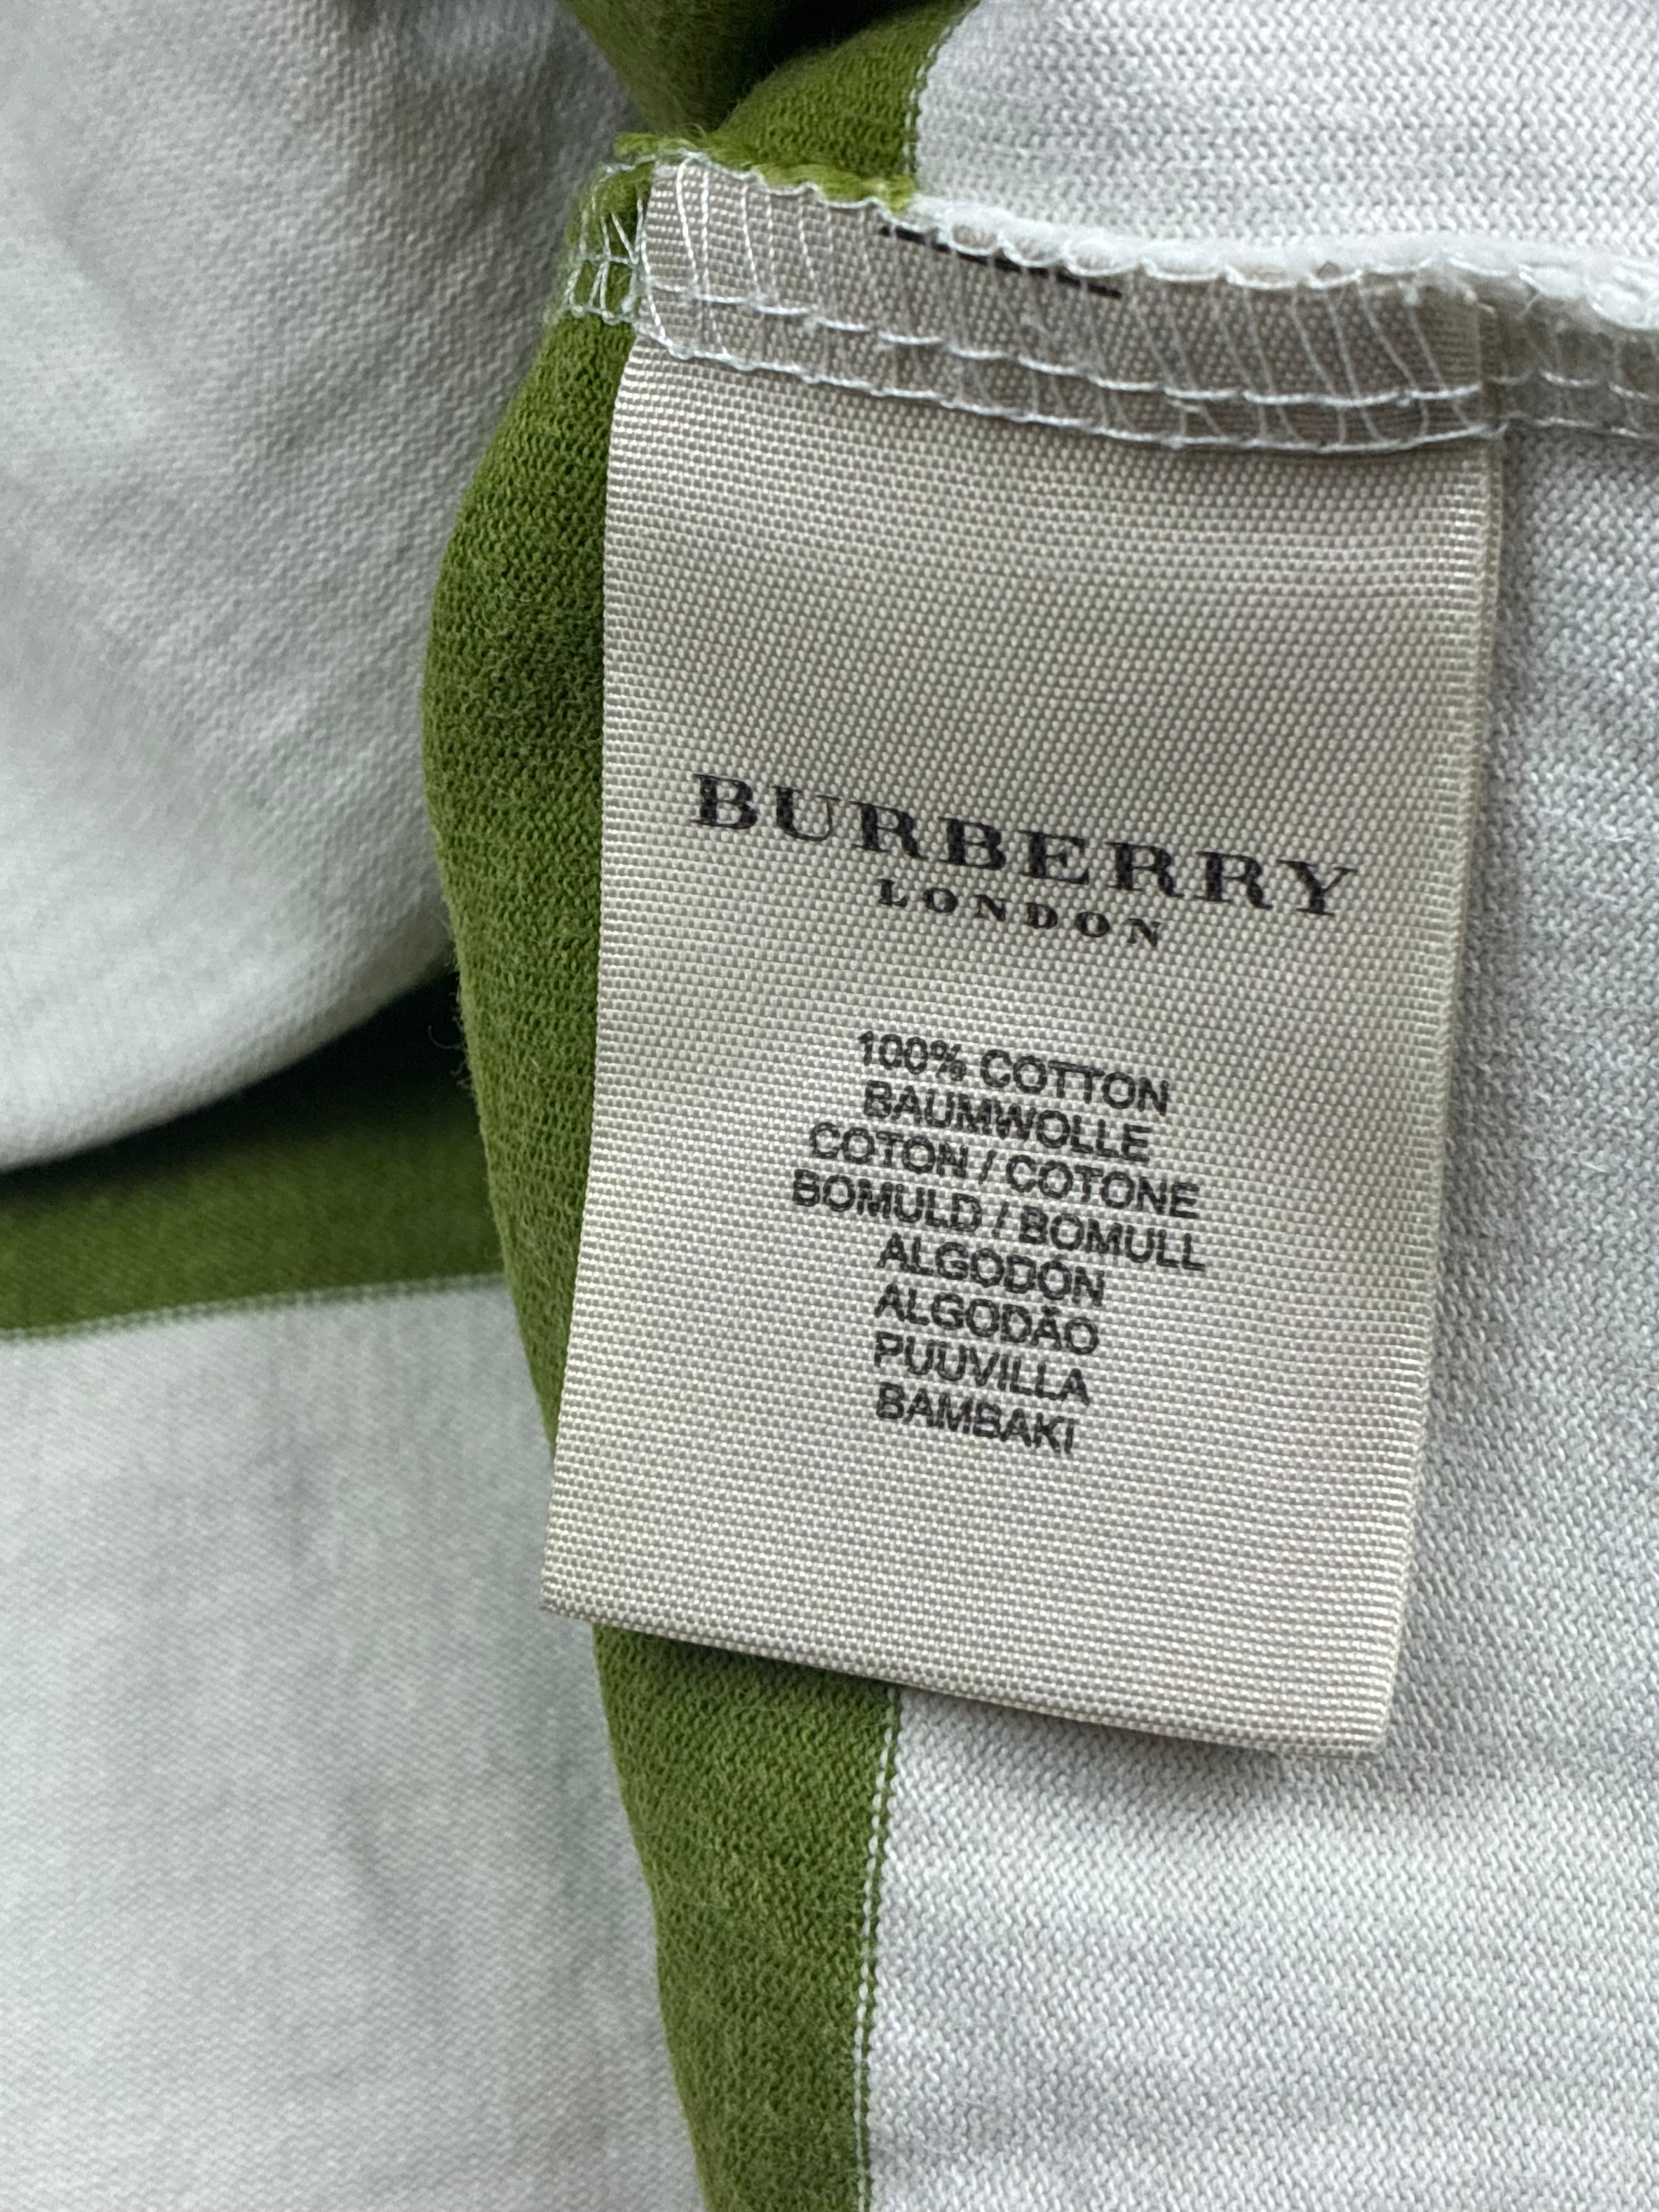 BURBERRY
LONDON
100% COTTON
BAUMWOLLE
COTON / COTONE
BOMULD / BOMULL
ALGODÓN
ALGODÃO
PUUVILLA
BAMBAKI